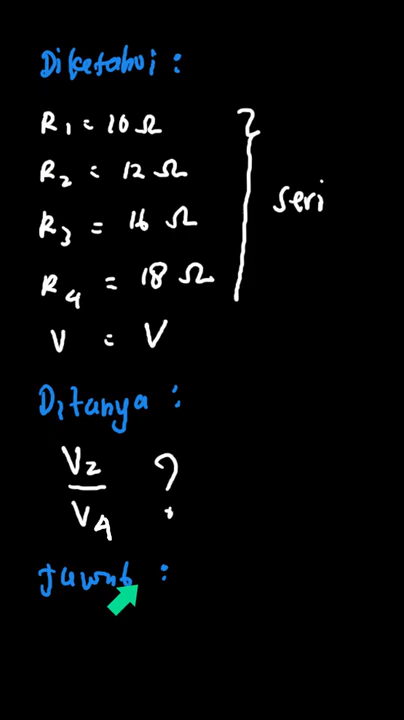 Diketahui :
R1 = 10 Ω
R2 = 12 Ω
R3 = 16 Ω
R4 = 18 Ω
seri
V = V
Ditanya :
V2
V4
?
Jawab :